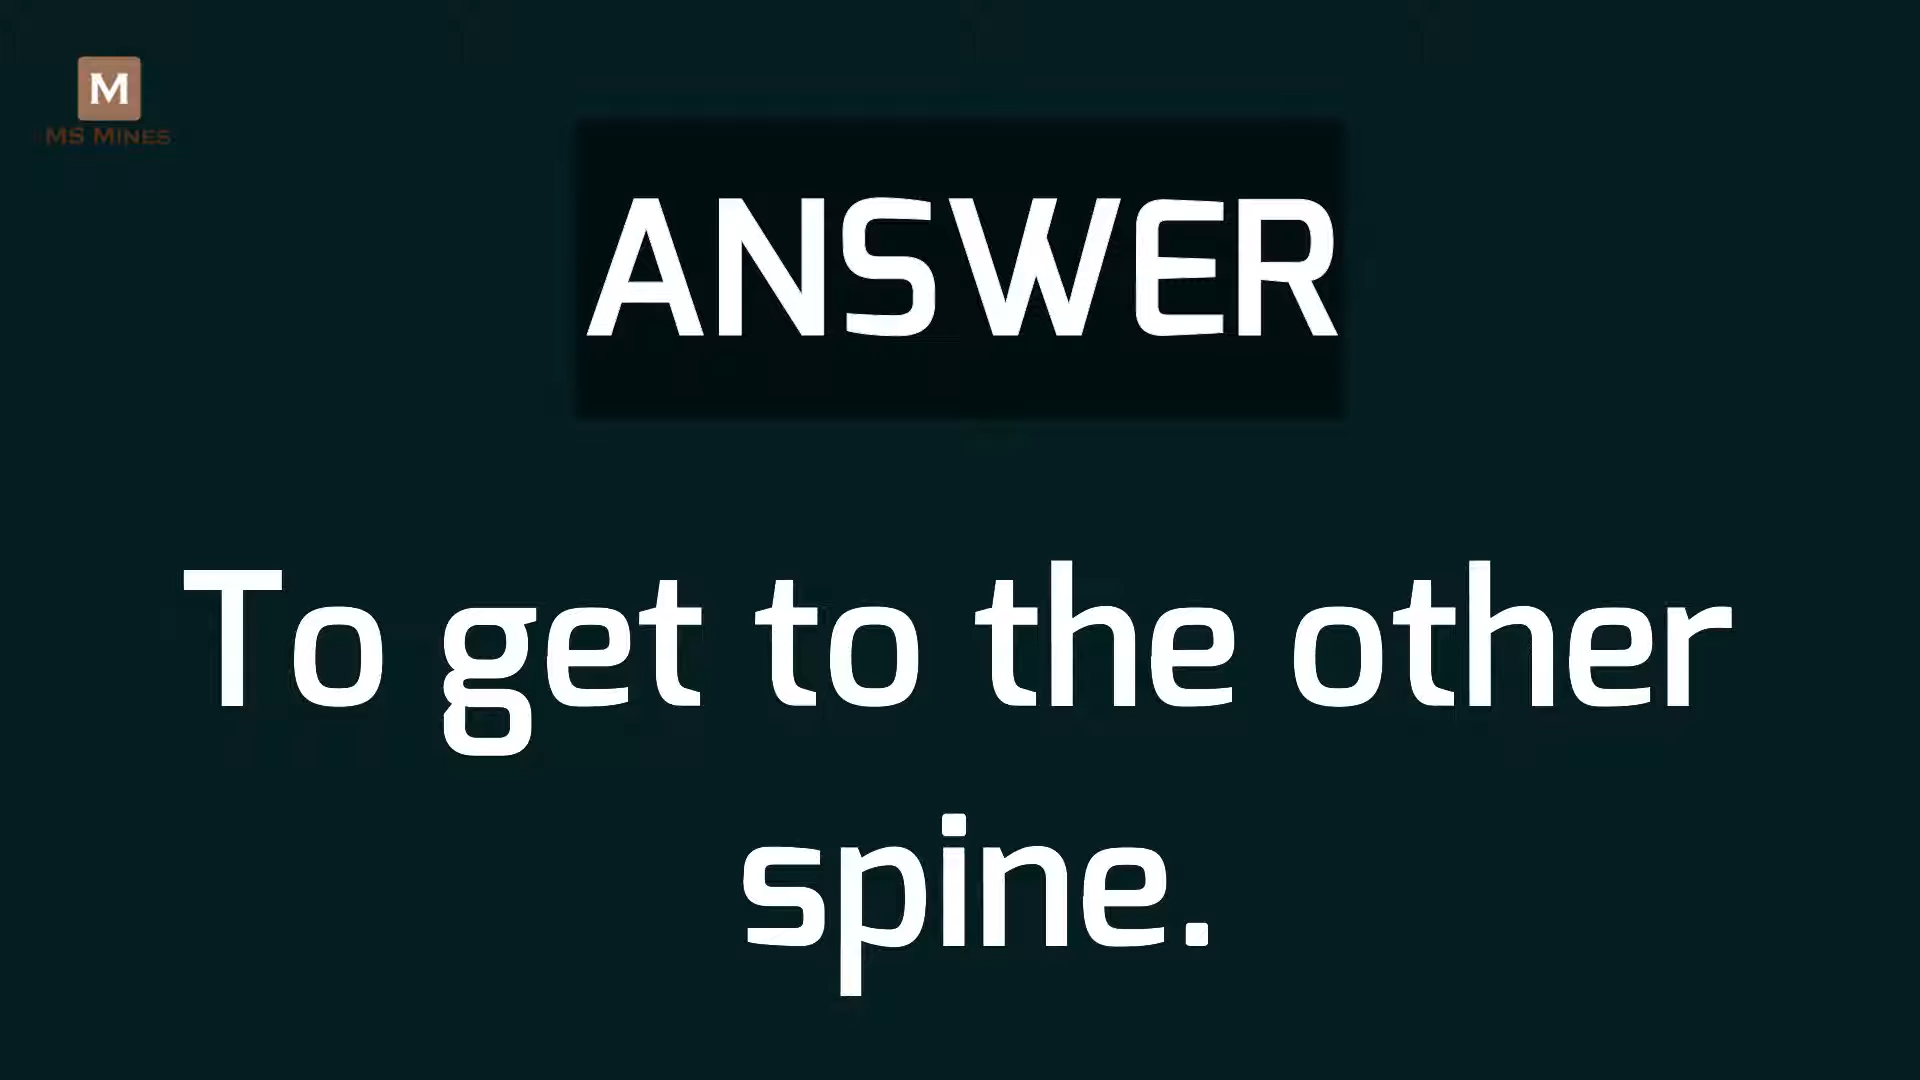 M
MS MINES
ANSWER
To get to the other
spine.